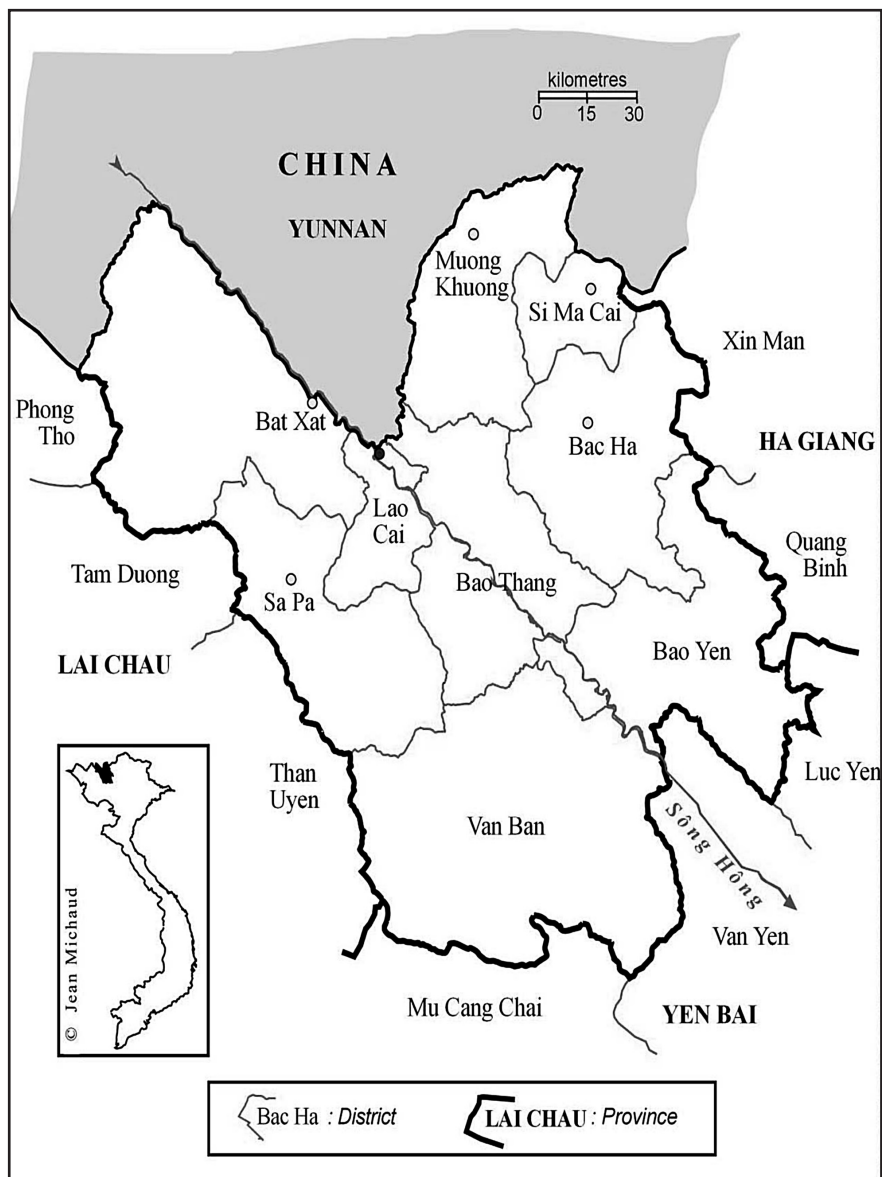 kilometres
0 15 30
CHINA
YUNNAN
Muong
Khuong
Si Ma Cai
Xin Man
Phong
Tho
Bat Xat
Bac Ha
HA GIANG
Lao
Cai
Quang
Binh
Tam Duong
Sa Pa
Bao Thang
LAI CHAU
Bao Yen
Than
Uyen
Luc Yen
Van Ban
Sông Hông
Van Yen
Mu Cang Chai
YEN BAI
© Jean Michaud
Bac Ha : District
LAI CHAU : Province